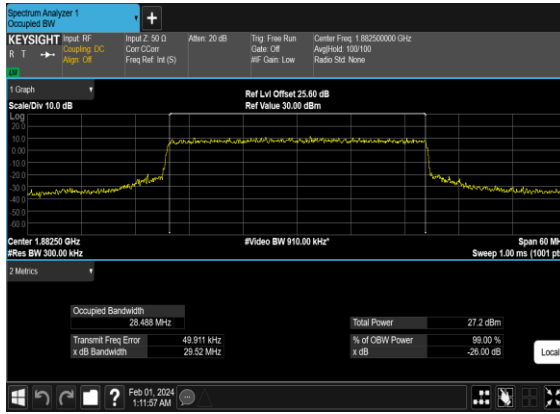 Spectrum Analyzer 1
Occupied BW
+
KEYSIGHT Input: RF Input Z: 50 Ω Atten: 20 dB Trig: Free Run Center Freq: 1.882500000 GHz
R T Coupling: DC Corr CCorr Gate: Off Avg|Hold: 100/100
Align: Off Freq Ref: Int (S) #IF Gain: Low Radio Std: None
LXI
1 Graph
Ref Lvl Offset 25.60 dB
Scale/Div 10.0 dB Ref Value 30.00 dBm
Log
20.0
10.0
0.00
-10.0
-20.0
-30.0
-40.0
-50.0
-60.0
Center 1.88250 GHz #Video BW 910.00 kHz* Span 60 MH
#Res BW 300.00 kHz Sweep 1.00 ms (1001 pt
2 Metrics
Occupied Bandwidth
28.488 MHz Total Power 27.2 dBm
Transmit Freq Error 49.911 kHz % of OBW Power 99.00 %
x dB Bandwidth 29.52 MHz x dB -26.00 dB
Local
? Feb 01, 2024
1:11:57 AM